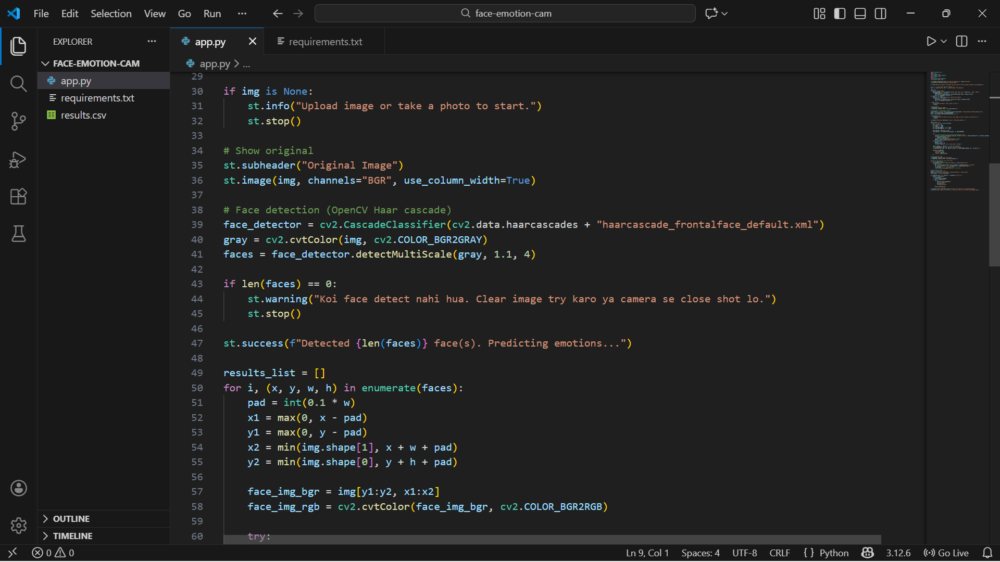 File Edit Selection View Go Run ...
face-emotion-cam
EXPLORER
FACE-EMOTION-CAM
app.py
requirements.txt
results.csv
OUTLINE
TIMELINE
app.py
requirements.txt
app.py > ...
29
30 if img is None:
31 st.info("Upload image or take a photo to start.")
32 st.stop()
33
34 # Show original
35 st.subheader("Original Image")
36 st.image(img, channels="BGR", use_column_width=True)
37
38 # Face detection (OpenCV Haar cascade)
39 face_detector = cv2.CascadeClassifier(cv2.data.haarcascades + "haarcascade_frontalface_default.xml")
40 gray = cv2.cvtColor(img, cv2.COLOR_BGR2GRAY)
41 faces = face_detector.detectMultiScale(gray, 1.1, 4)
42
43 if len(faces) == 0:
44 st.warning("Koi face detect nahi hua. Clear image try karo ya camera se close shot lo.")
45 st.stop()
46
47 st.success(f"Detected {len(faces)} face(s). Predicting emotions...")
48
49 results_list = []
50 for i, (x, y, w, h) in enumerate(faces):
51 pad = int(0.1 * w)
52 x1 = max(0, x - pad)
53 y1 = max(0, y - pad)
54 x2 = min(img.shape[1], x + w + pad)
55 y2 = min(img.shape[0], y + h + pad)
56
57 face_img_bgr = img[y1:y2, x1:x2]
58 face_img_rgb = cv2.cvtColor(face_img_bgr, cv2.COLOR_BGR2RGB)
59
60 try:
0 0 Ln 9, Col 1 Spaces: 4 UTF-8 CRLF {} Python 3.12.6 Go Live